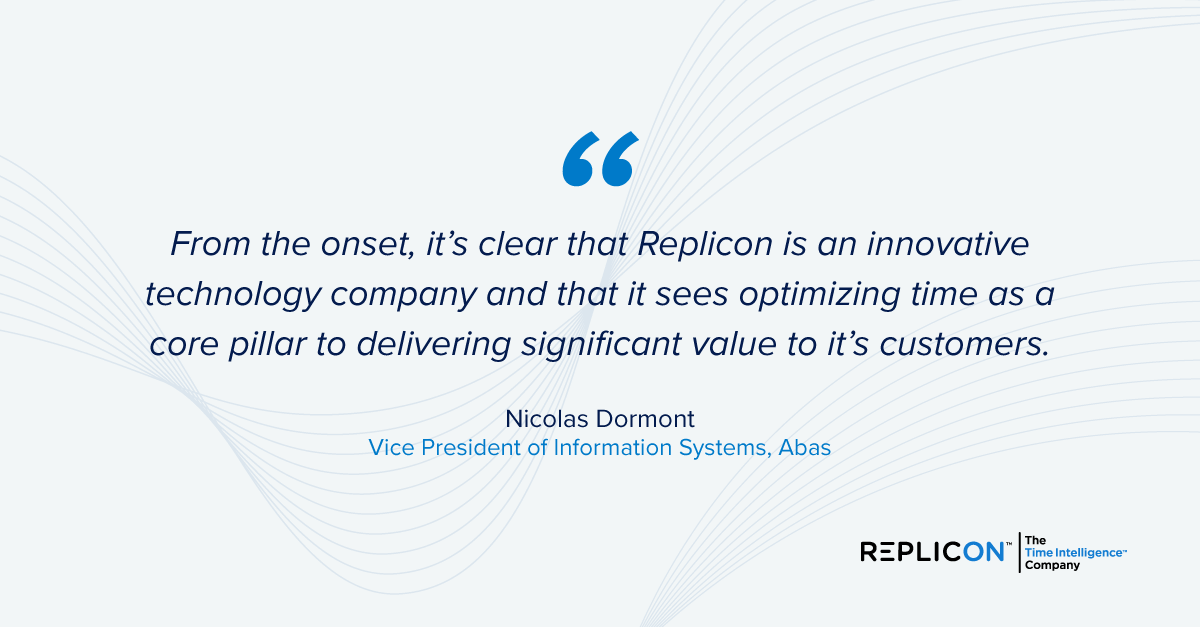 “
From the onset, it’s clear that Replicon is an innovative
technology company and that it sees optimizing time as a
core pillar to delivering significant value to it’s customers.
Nicolas Dormont
Vice President of Information Systems, Abas
REPLICON™
The
Time Intelligence™
Company